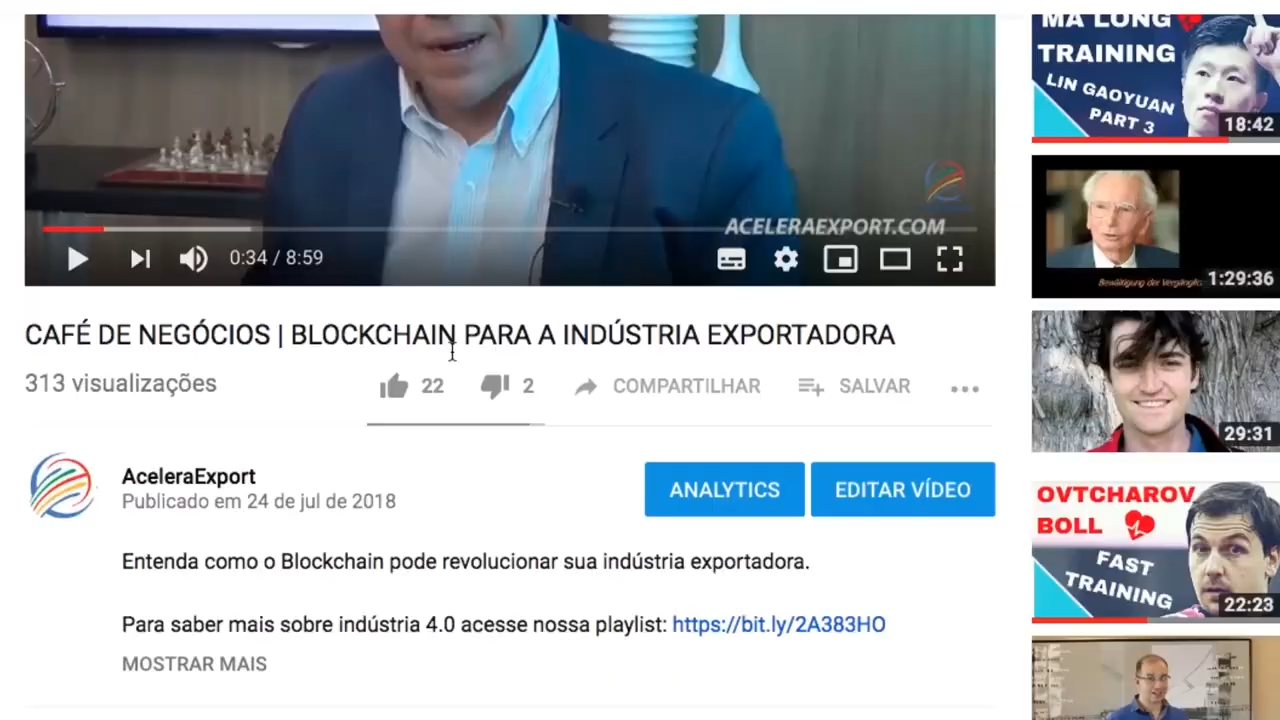 ACELERAEXPORT.COM
0:34 / 8:59
CAFÉ DE NEGÓCIOS | BLOCKCHAIN PARA A INDÚSTRIA EXPORTADORA
313 visualizações
22
2
COMPARTILHAR
SALVAR
AceleraExport
Publicado em 24 de jul de 2018
ANALYTICS
EDITAR VÍDEO
Entenda como o Blockchain pode revolucionar sua indústria exportadora.
Para saber mais sobre indústria 4.0 acesse nossa playlist: https://bit.ly/2A383HO
MOSTRAR MAIS
MA LONG
TRAINING
LIN GAOYUAN
PART 3
18:42
Bewältigung der
1:29:36
29:31
OVTCHAROV
BOLL
FAST
TRAINING
22:23